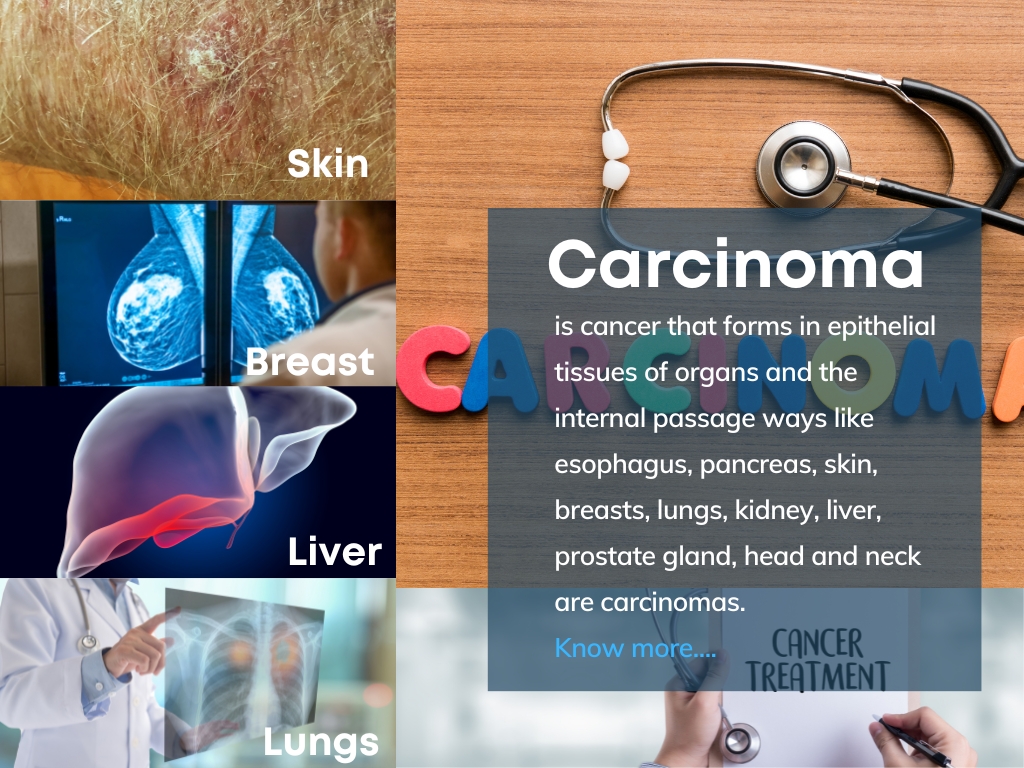 Skin
Breast
Liver
Lungs
Carcinoma
is cancer that forms in epithelial
tissues of organs and the
internal passage ways like
esophagus, pancreas, skin,
breasts, lungs, kidney, liver,
prostate gland, head and neck
are carcinomas.
Know more....
CARCINOMA
CANCER
TREATMENT